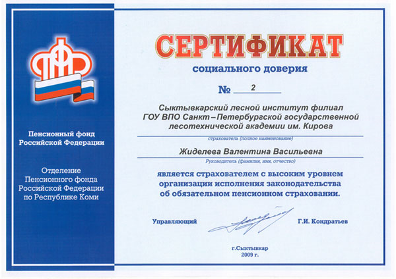 Пенсионный фонд
Российской Федерации
Отделение
Пенсионного фонда
Российской Федерации
по Республике Коми
СЕРТИФИКАТ
социального доверия
№ 2
Сыктывкарский лесной институт филиал
ГОУ ВПО Санкт-Петербургской государственной
лесотехнической академии им. Кирова
страхователь (полное наименование)
Жиделева Валентина Васильевна
Руководитель (фамилия, имя, отчество)
является страхователем с высоким уровнем
организации исполнения законодательства
об обязательном пенсионном страховании.
Управляющий Г.И. Кондратьев
г.Сыктывкар
2009 г.